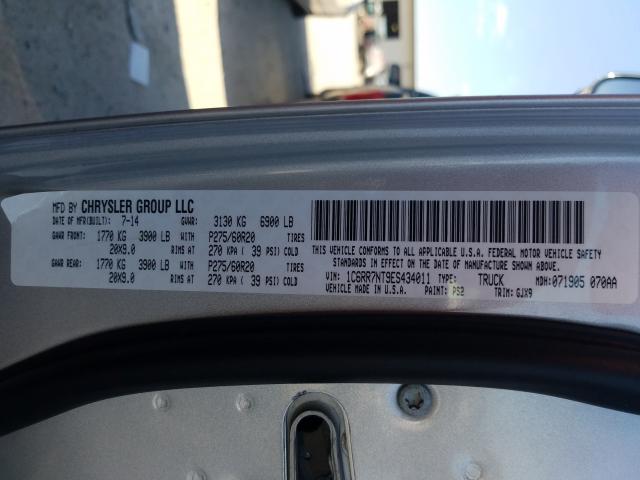 MFD BY CHRYSLER GROUP LLC
DATE OF MFR(BUILT): 7-14 GVWR: 3130 KG 6900 LB
GAWR FRONT: 1770 KG 3900 LB P275/60R20 TIRES
WITH
20X9.0 RIMS AT 270 KPA ( 39 PSI) COLD
GAWR REAR: 1770 KG 3900 LB P275/60R20 TIRES
WITH
20X9.0 RIMS AT 270 KPA ( 39 PSI) COLD
THIS VEHICLE CONFORMS TO ALL APPLICABLE U.S.A. FEDERAL MOTOR VEHICLE SAFETY
STANDARDS IN EFFECT ON THE DATE OF MANUFACTURE SHOWN ABOVE.
VIN: 1C6RR7NT9ES434011 TYPE: TRUCK MDH: 071905 070AA
VEHICLE MADE IN U.S.A. PAINT: PS2 TRIM: GJX9